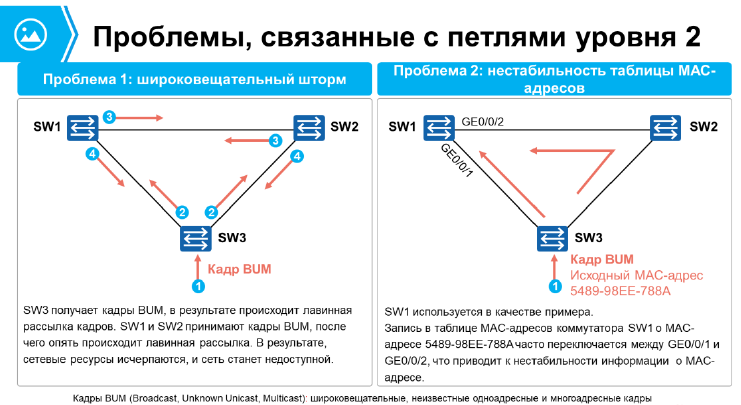 Проблемы, связанные с петлями уровня 2
Проблема 1: широковещательный шторм
SW1
3
SW2
3
4
4
2
2
SW3
Кадр BUM
1
SW3 получает кадры BUM, в результате происходит лавинная
рассылка кадров. SW1 и SW2 принимают кадры BUM, после
чего опять происходит лавинная рассылка. В результате,
сетевые ресурсы исчерпаются, и сеть станет недоступной.
Проблема 2: нестабильность таблицы MAC-
адресов
SW1
GE0/0/2
SW2
GE0/0/1
SW3
Кадр BUM
Исходный MAC-адрес
5489-98EE-788A
1
SW1 используется в качестве примера.
Запись в таблице MAC-адресов коммутатора SW1 о MAC-
адресе 5489-98EE-788A часто переключается между GE0/0/1 и
GE0/0/2, что приводит к нестабильности информации о MAC-
адресе.
Кадры BUM (Broadcast, Unknown Unicast, Multicast): широковещательные, неизвестные одноадресные и многоадресные кадры